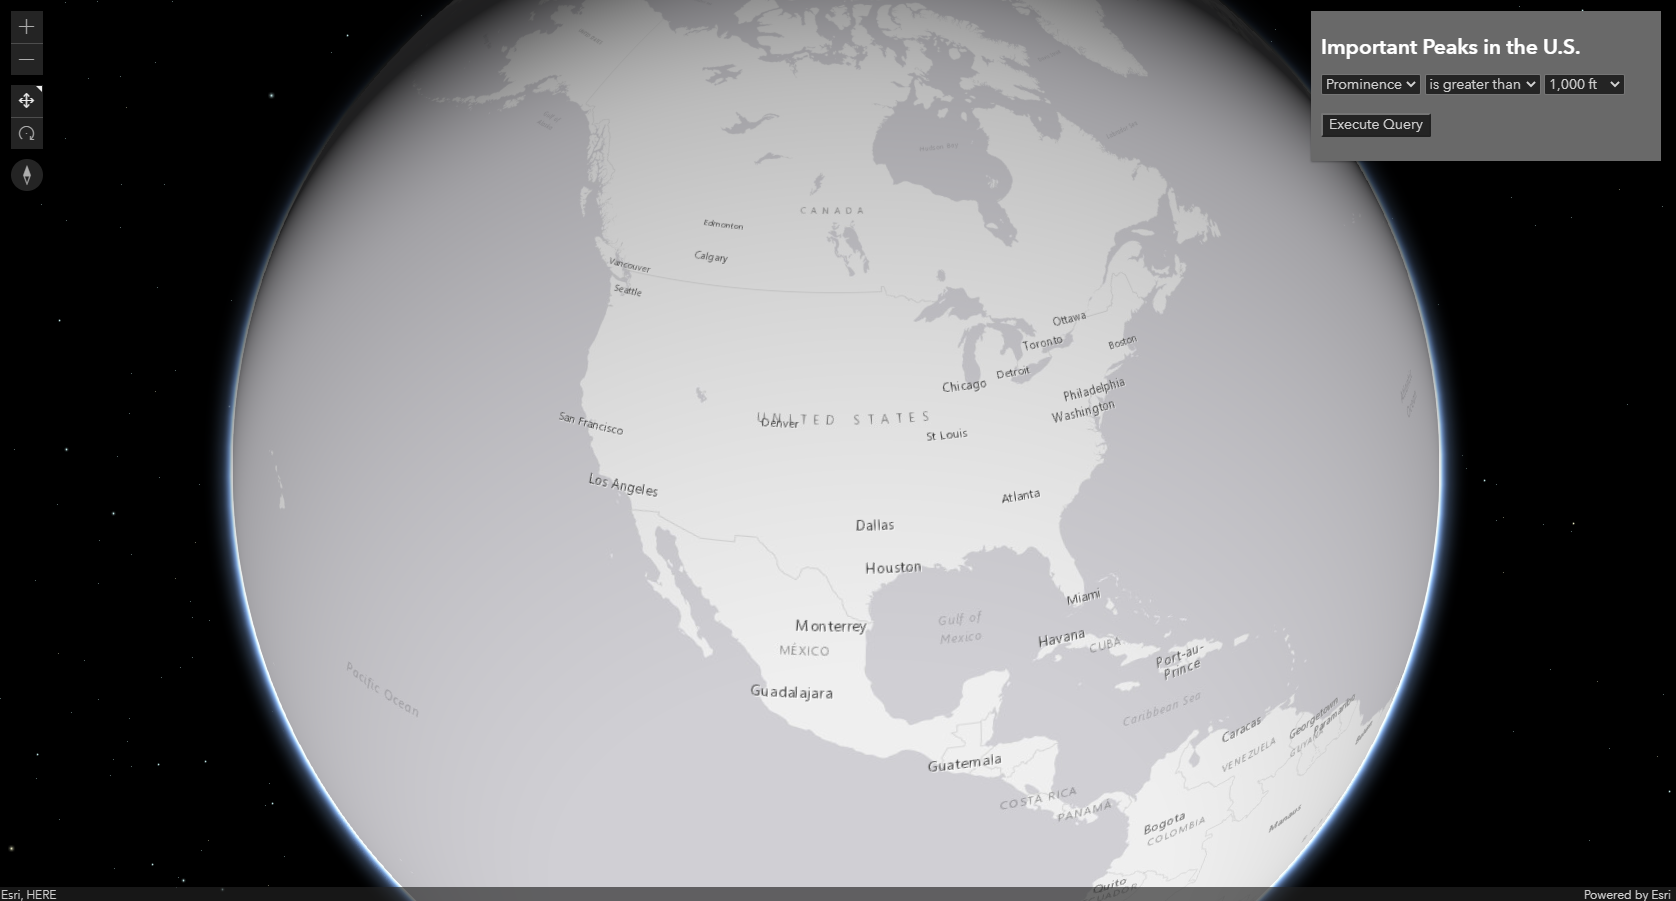 Important Peaks in the U.S.
Prominence is greater than 1,000 ft
Execute Query
Hudson Bay
CANADA
Edmonton
Calgary
Vancouver
Seattle
Ottawa
Toronto
Boston
Detroit
Chicago
Philadelphia
Washington
UNITED STATES
Denver
San Francisco
St Louis
Los Angeles
Atlanta
Dallas
Houston
Miami
Gulf of
Mexico
Monterrey
Havana
CUBA
MÉXICO
Port-au-
Prince
Pacific Ocean
Guadalajara
Caribbean Sea
Caracas
Georgetown
Paramaribo
VENEZUELA
GUYANA
Guatemala
COSTA RICA
PANAMÁ
Bogota
COLOMBIA
Manaus
Quito
Esri, HERE
Powered by Esri